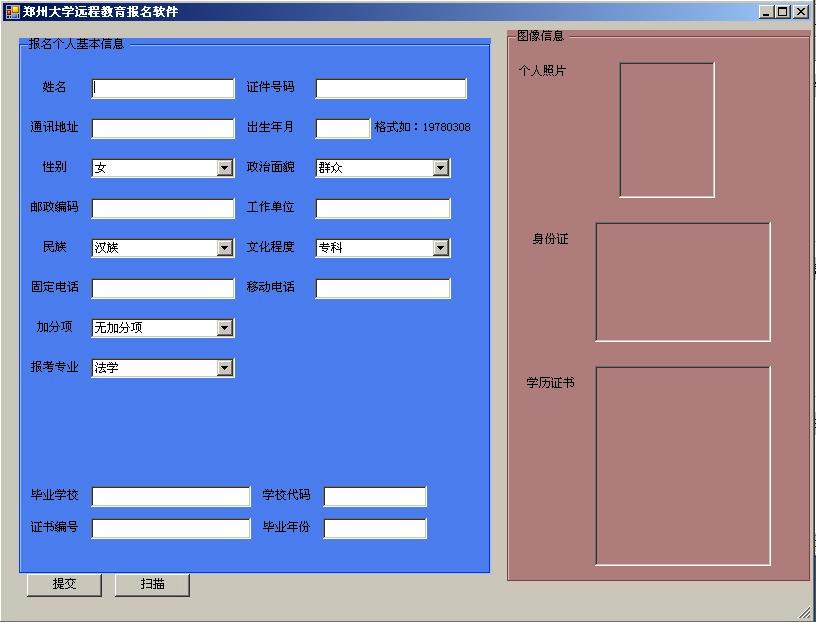 郑州大学远程教育报名软件
报名个人基本信息
姓名 证件号码
通讯地址 出生年月 格式如：19780308
性别 女 政治面貌 群众
邮政编码 工作单位
民族 汉族 文化程度 专科
固定电话 移动电话
加分项 无加分项
报考专业 法学
毕业学校 学校代码
证书编号 毕业年份
提交 扫描
图像信息
个人照片
身份证
学历证书